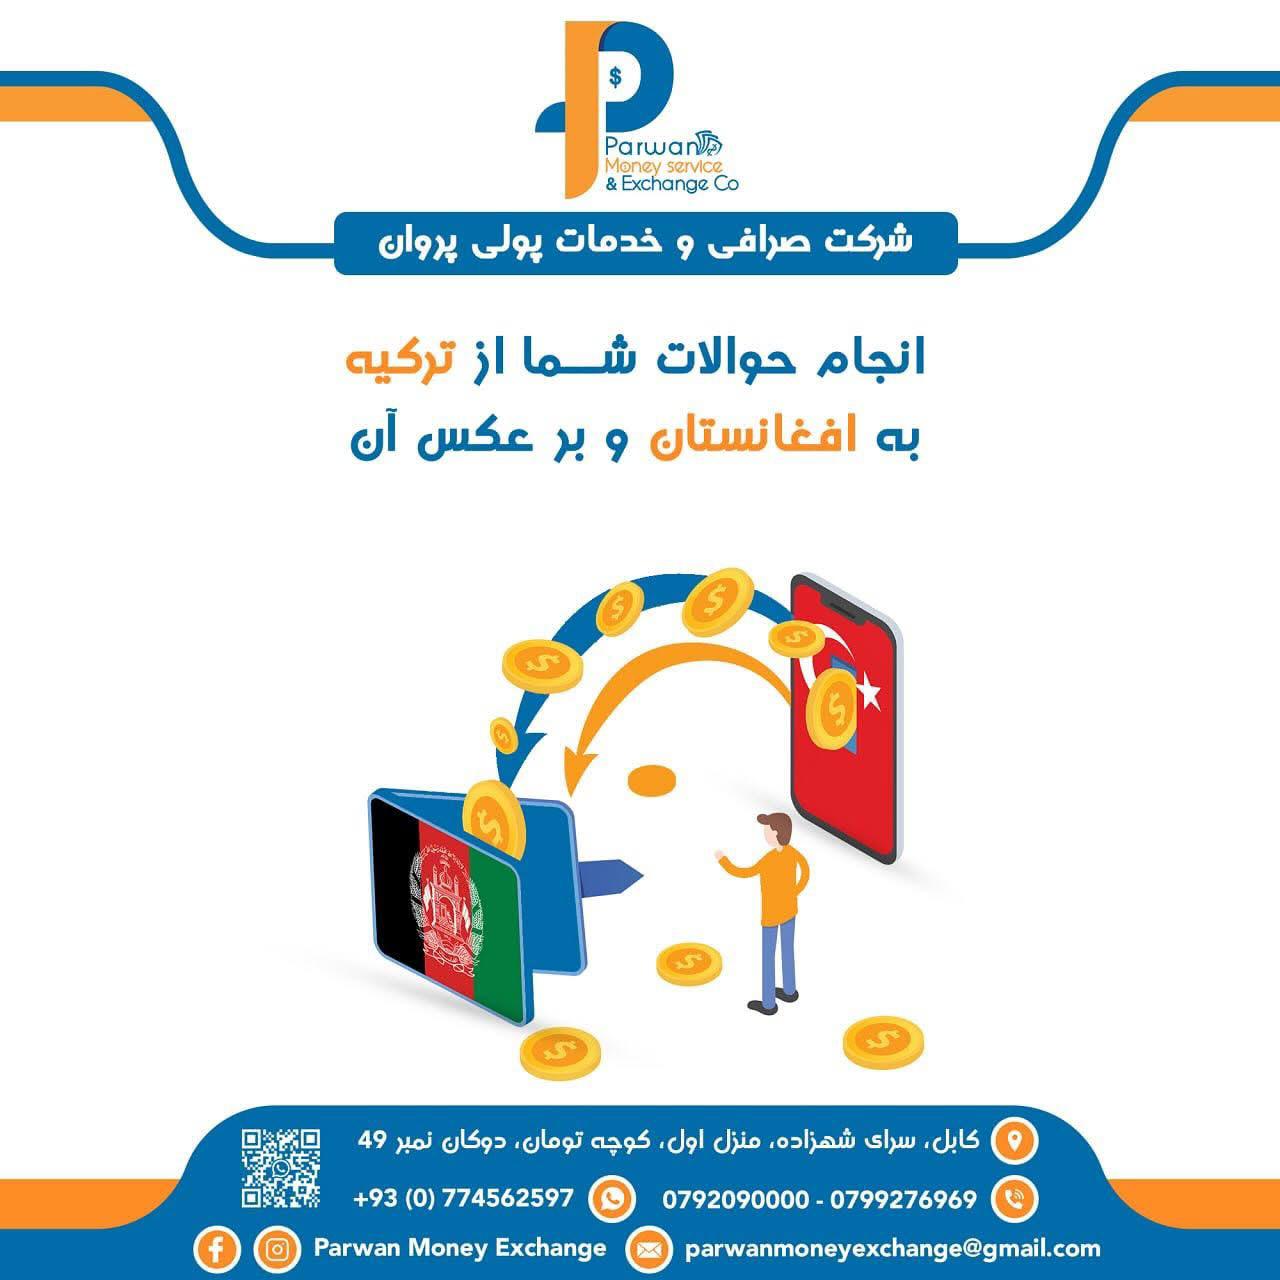 Parwan
Money service
& Exchange Co
شرکت صرافی و خدمات پولی پروان
انجام حوالات شـــما از ترکیه
به افغانستان و بر عکس آن
کابل، سرای شهزاده، منزل اول، کوچه تومان، دوکان نمبر 49
0792090000 - 0799276969
+93 (0) 774562597
Parwan Money Exchange
parwanmoneyexchange@gmail.com